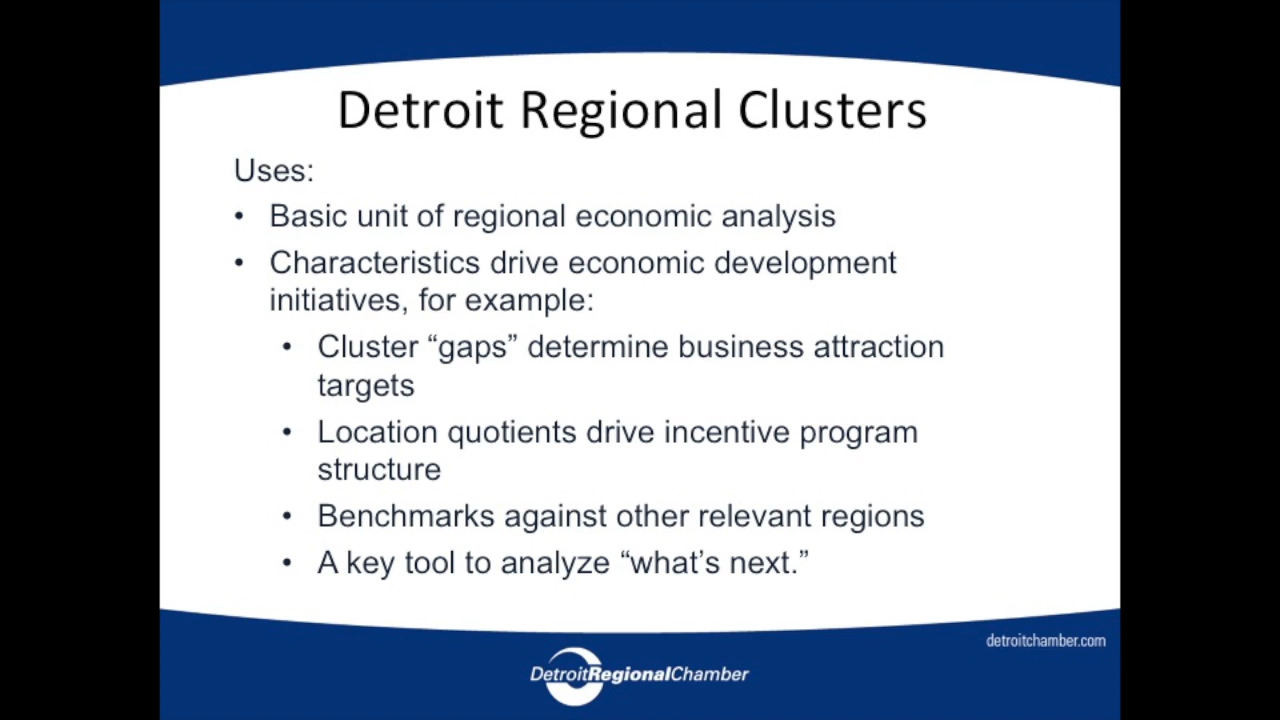 Detroit Regional Clusters
Uses:
• Basic unit of regional economic analysis
• Characteristics drive economic development
initiatives, for example:
• Cluster “gaps” determine business attraction
targets
• Location quotients drive incentive program
structure
• Benchmarks against other relevant regions
• A key tool to analyze “what’s next.”
detroitchamber.com
DetroitRegionalChamber